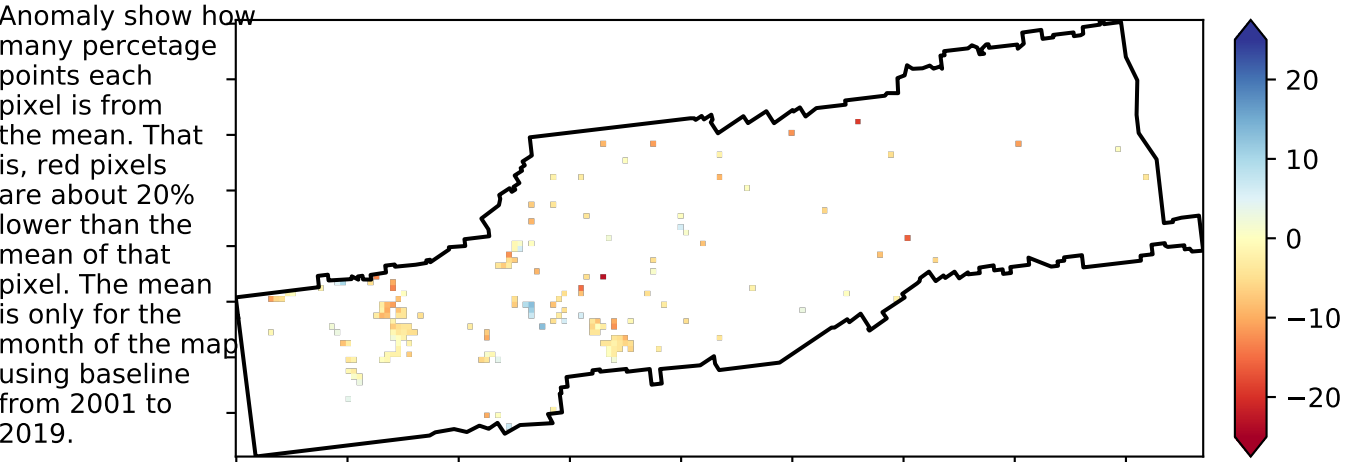 Anomaly show how
many percetage
points each
pixel is from
the mean. That
is, red pixels
are about 20%
lower than the
mean of that
pixel. The mean
is only for the
month of the map
using baseline
from 2001 to
2019.
20
10
0
−10
−20